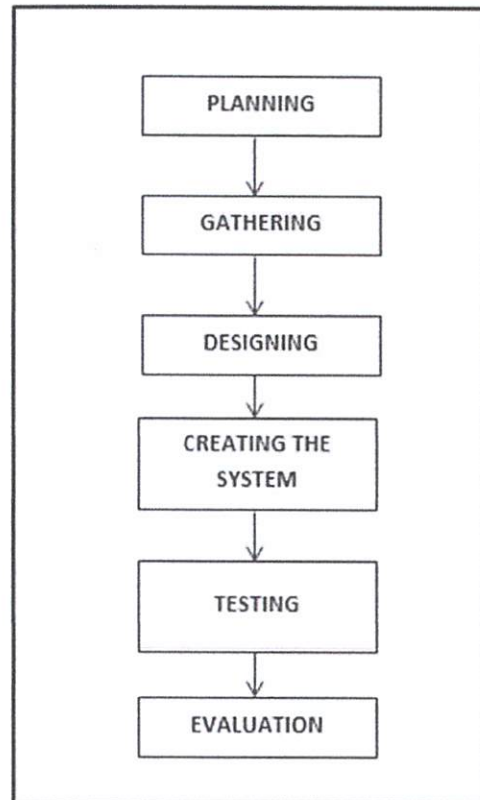 PLANNING
GATHERING
DESIGNING
CREATING THE
SYSTEM
TESTING
EVALUATION